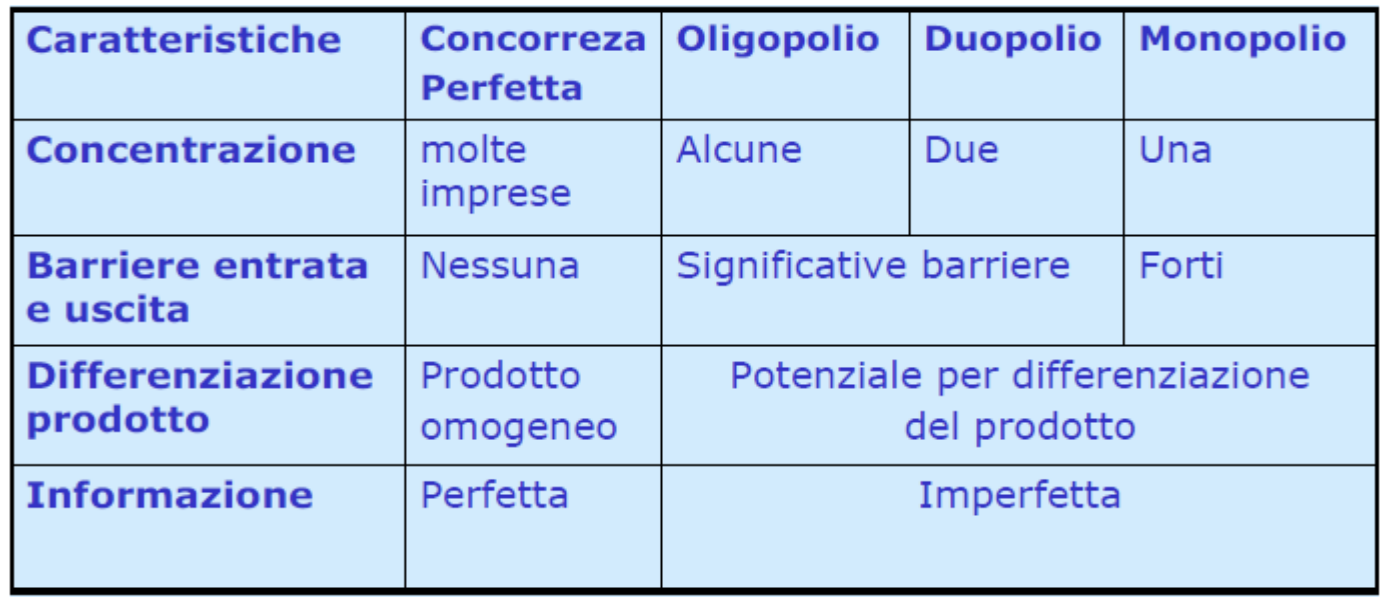 Caratteristiche
Concorreza
Perfetta
Oligopolio
Duopolio
Monopolio
Concentrazione
molte
imprese
Alcune
Due
Una
Barriere entrata
e uscita
Nessuna
Significative barriere
Forti
Differenziazione
prodotto
Prodotto
omogeneo
Potenziale per differenziazione
del prodotto
Informazione
Perfetta
Imperfetta